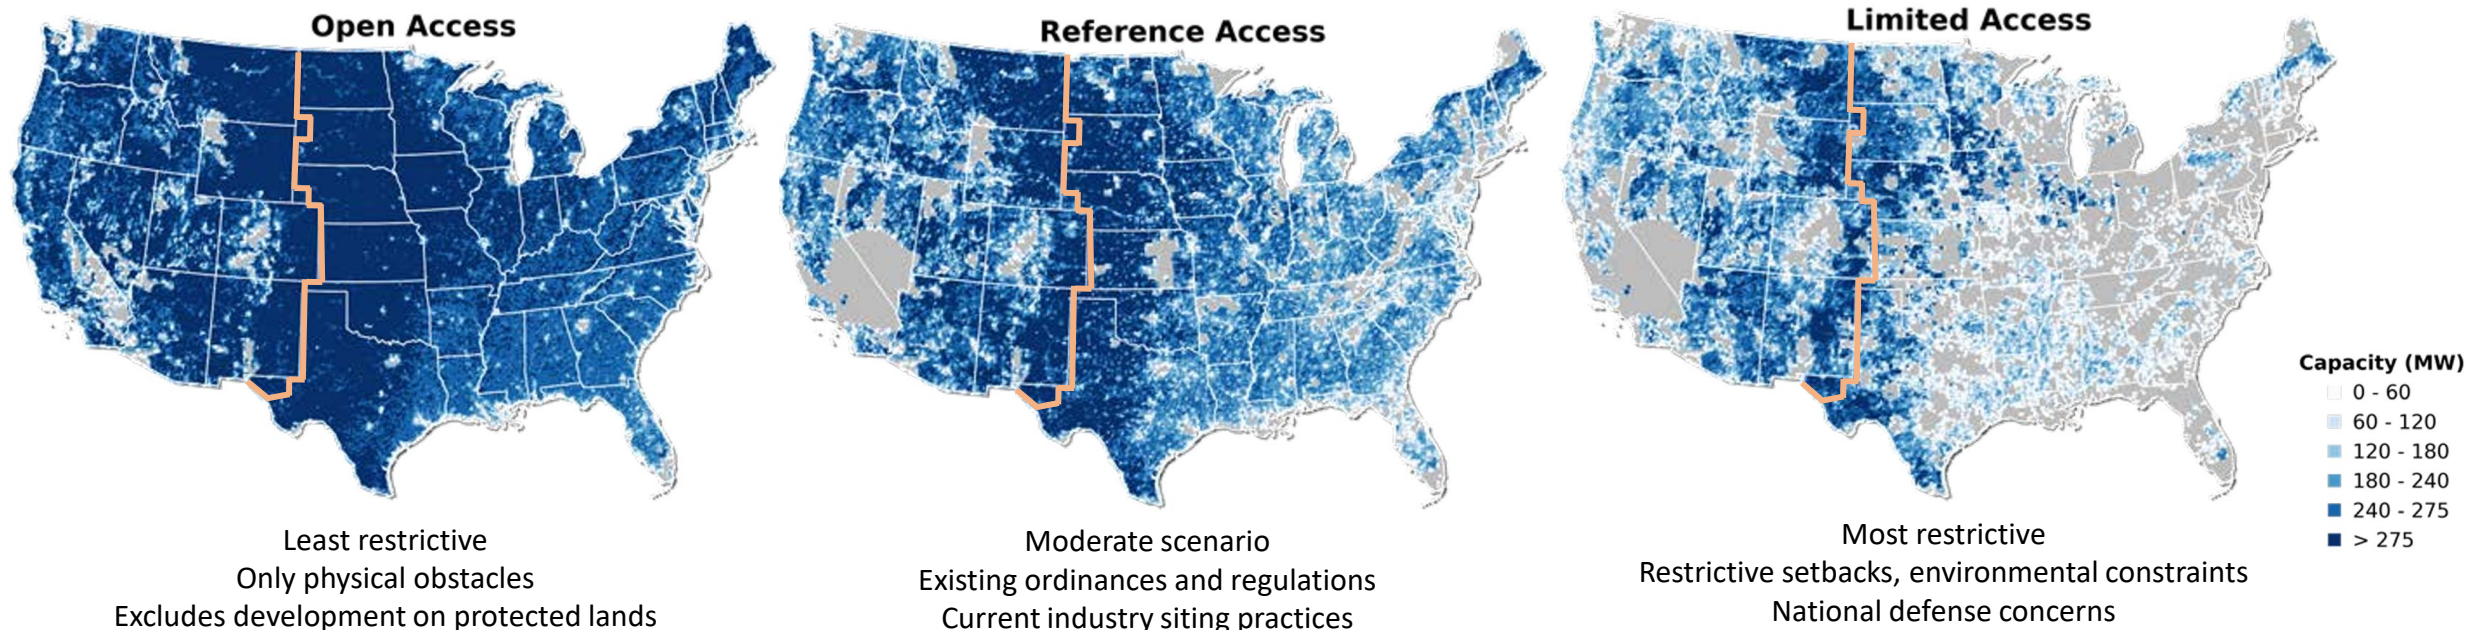 Open Access
Reference Access
Limited Access
Capacity (MW)
0 - 60
60 - 120
120 - 180
180 - 240
240 - 275
> 275
Least restrictive
Only physical obstacles
Excludes development on protected lands
Moderate scenario
Existing ordinances and regulations
Current industry siting practices
Most restrictive
Restrictive setbacks, environmental constraints
National defense concerns